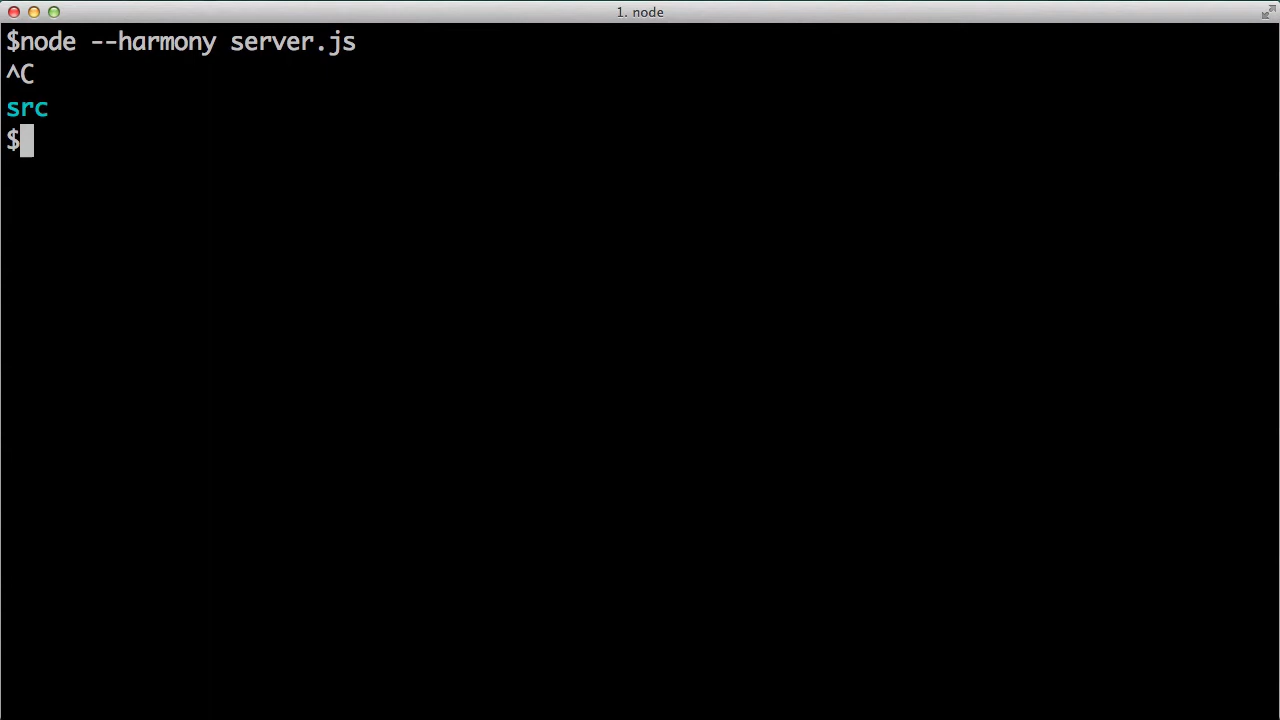 1. node
$node --harmony server.js
^C
src
$